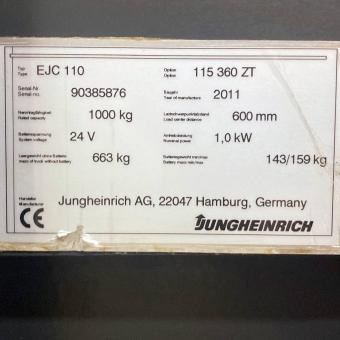 Typ
Type EJC 110 Option
Option 115 360 ZT
Serial-Nr.
Serial-no. 90385876 Baujahr
Year of manufacture 2011
Nenntragfähigkeit
Rated capacity 1000 kg Lastschwerpunktabstand
Load center distance 600 mm
Batteriespannung
System voltage 24 V Antriebsleistung
Nominal power 1,0 kW
Leergewicht ohne Batterie
mass of truck without battery 663 kg Batteriegewicht min/max
Battery mass min/max 143/159 kg
Hersteller
Manufacturer Jungheinrich AG, 22047 Hamburg, Germany
CE JUNGHEINRICH